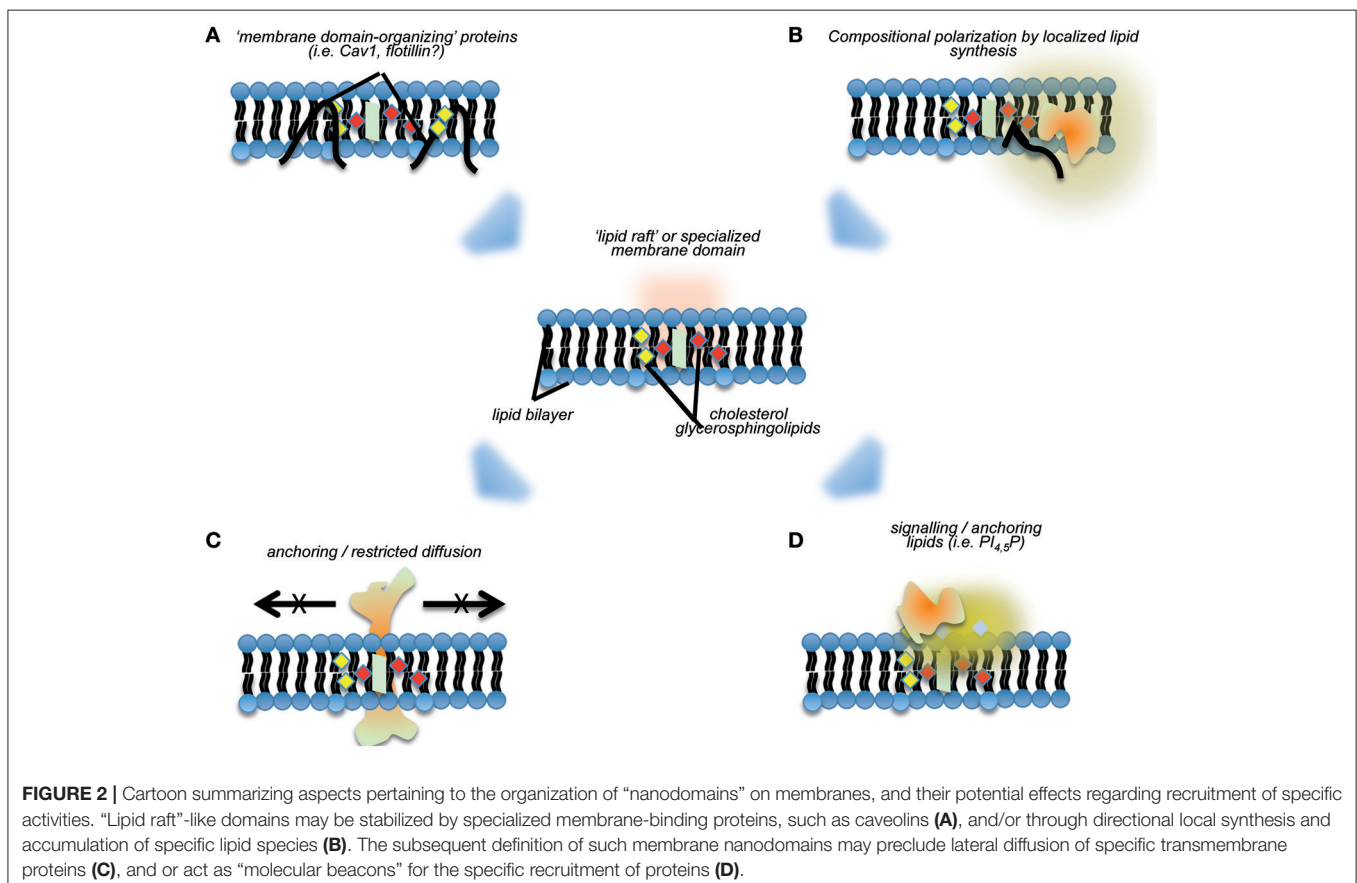 A
'membrane domain-organizing' proteins
(i.e. Cav1, flotillin?)
B
Compositional polarization by localized lipid
synthesis
'lipid raft' or specialized
membrane domain
lipid bilayer
cholesterol
glycerosphingolipids
C
anchoring / restricted diffusion
X
X
D
signalling / anchoring
lipids (i.e. PI4,5P)
FIGURE 2 | Cartoon summarizing aspects pertaining to the organization of “nanodomains” on membranes, and their potential effects regarding recruitment of specific
activities. “Lipid raft”-like domains may be stabilized by specialized membrane-binding proteins, such as caveolins (A), and/or through directional local synthesis and
accumulation of specific lipid species (B). The subsequent definition of such membrane nanodomains may preclude lateral diffusion of specific transmembrane
proteins (C), and or act as “molecular beacons” for the specific recruitment of proteins (D).